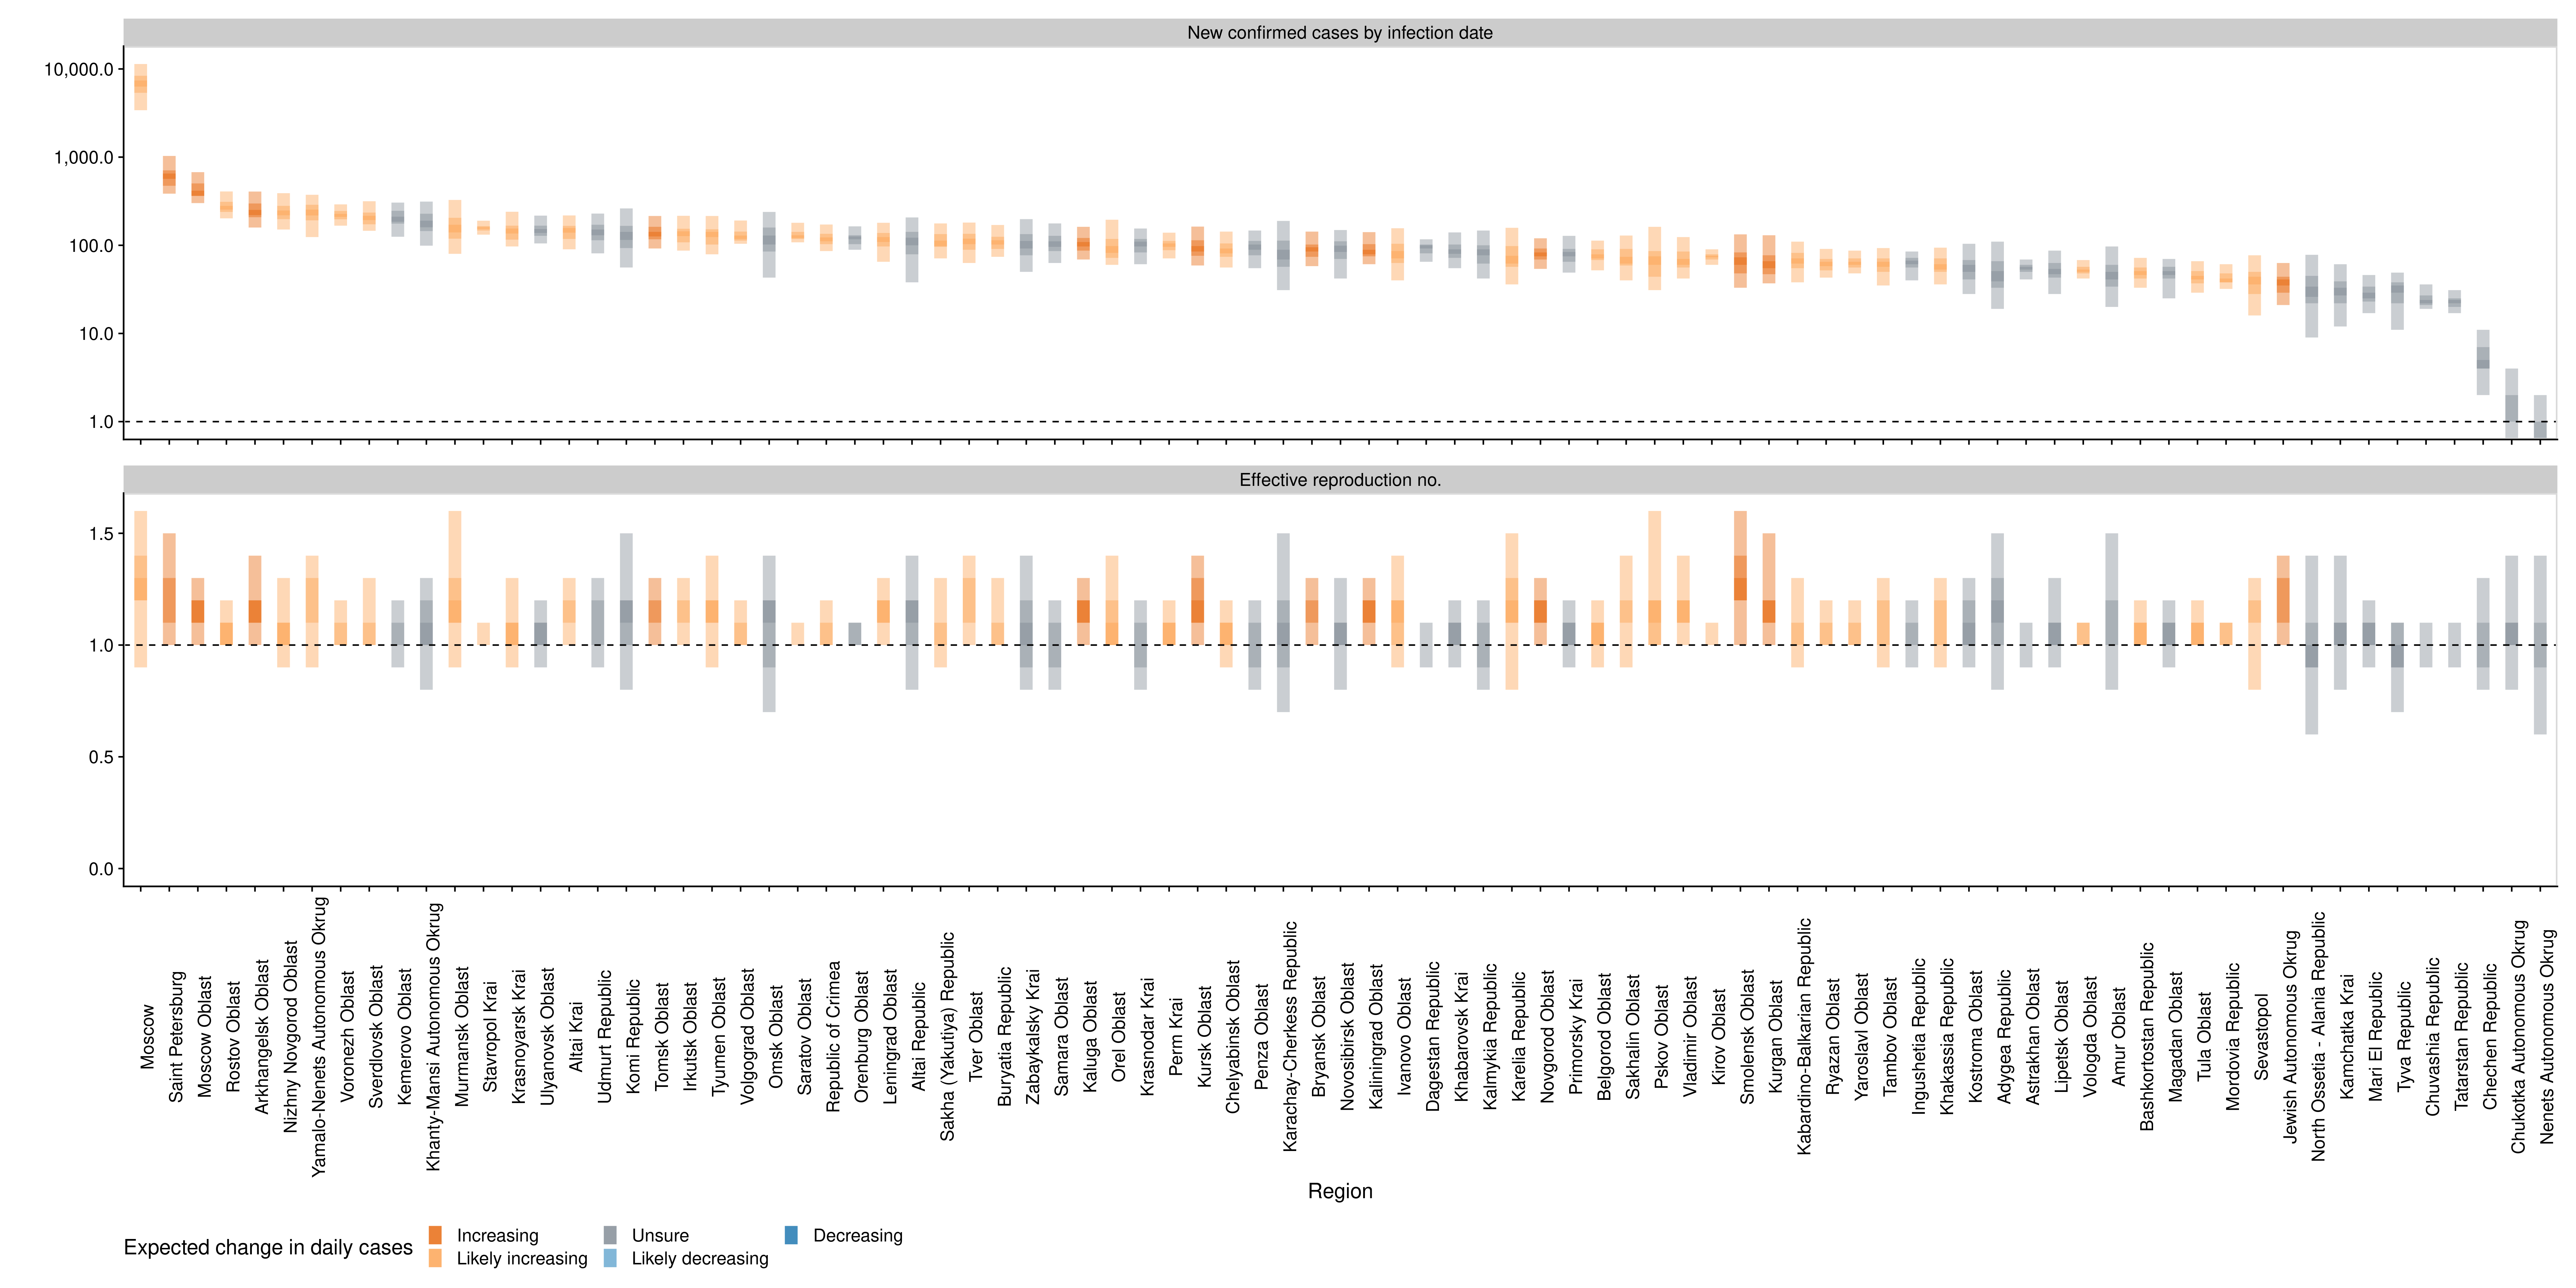 New confirmed cases by infection date
10,000.0
1,000.0
100.0
10.0
1.0
Effective reproduction no.
1.5
1.0
0.5
0.0
Moscow
Saint Petersburg
Moscow Oblast
Rostov Oblast
Arkhangelsk Oblast
Nizhny Novgorod Oblast
Yamalo-Nenets Autonomous Okrug
Voronezh Oblast
Sverdlovsk Oblast
Kemerovo Oblast
Khanty-Mansi Autonomous Okrug
Murmansk Oblast
Stavropol Krai
Krasnoyarsk Krai
Ulyanovsk Oblast
Altai Krai
Udmurt Republic
Komi Republic
Tomsk Oblast
Irkutsk Oblast
Tyumen Oblast
Volgograd Oblast
Omsk Oblast
Saratov Oblast
Republic of Crimea
Orenburg Oblast
Leningrad Oblast
Altai Republic
Sakha (Yakutiya) Republic
Tver Oblast
Buryatia Republic
Zabaykalsky Krai
Samara Oblast
Kaluga Oblast
Orel Oblast
Krasnodar Krai
Perm Krai
Kursk Oblast
Chelyabinsk Oblast
Penza Oblast
Karachay-Cherkess Republic
Bryansk Oblast
Novosibirsk Oblast
Kaliningrad Oblast
Ivanovo Oblast
Dagestan Republic
Khabarovsk Krai
Kalmykia Republic
Karelia Republic
Novgorod Oblast
Primorsky Krai
Belgorod Oblast
Sakhalin Oblast
Pskov Oblast
Vladimir Oblast
Kirov Oblast
Smolensk Oblast
Kurgan Oblast
Kabardino-Balkarian Republic
Ryazan Oblast
Yaroslavl Oblast
Tambov Oblast
Ingushetia Republic
Khakassia Republic
Kostroma Oblast
Adygea Republic
Astrakhan Oblast
Lipetsk Oblast
Vologda Oblast
Amur Oblast
Bashkortostan Republic
Magadan Oblast
Tula Oblast
Mordovia Republic
Sevastopol
Jewish Autonomous Okrug
North Ossetia - Alania Republic
Kamchatka Krai
Mari El Republic
Tyva Republic
Chuvashia Republic
Tatarstan Republic
Chechen Republic
Chukotka Autonomous Okrug
Nenets Autonomous Okrug
Region
Expected change in daily cases
Increasing
Unsure
Decreasing
Likely increasing
Likely decreasing